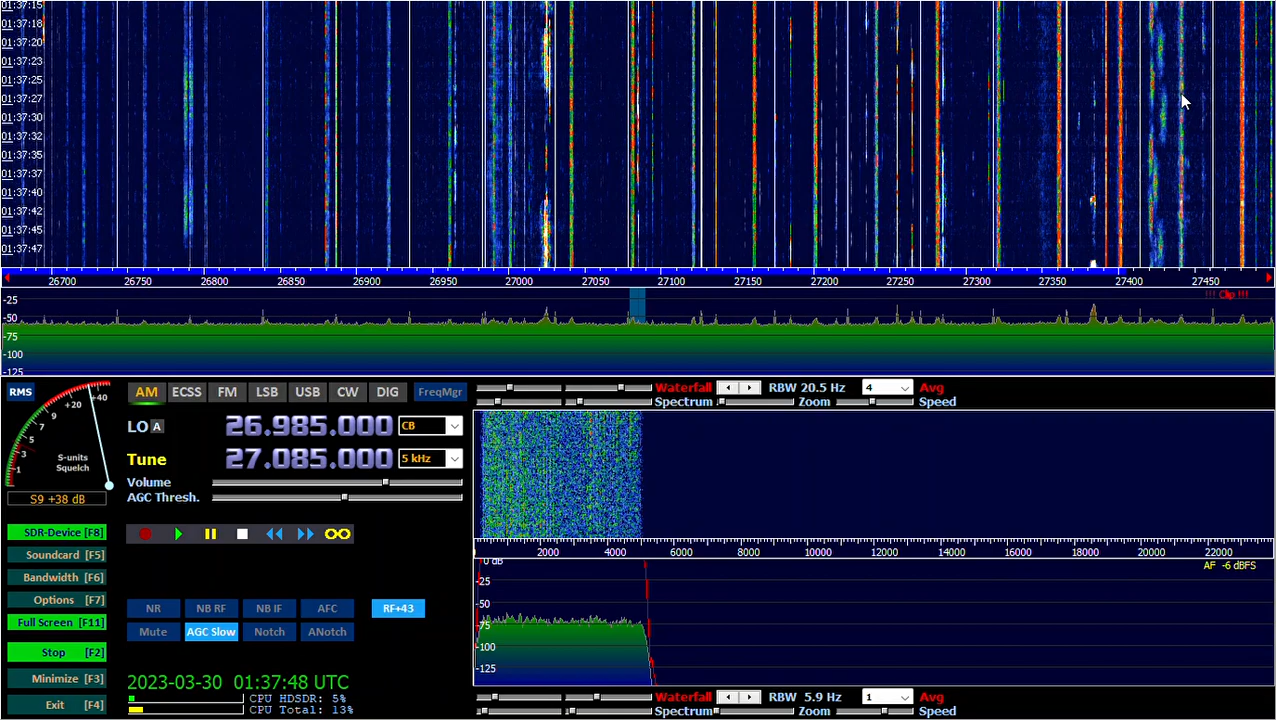 01:37:15
01:37:18
01:37:20
01:37:23
01:37:25
01:37:27
01:37:30
01:37:32
01:37:35
01:37:37
01:37:40
01:37:42
01:37:45
01:37:47
26700 26750 26800 26850 26900 26950 27000 27050 27100 27150 27200 27250 27300 27350 27400 27450
-25 !!! Clip !!!
-50
-75
-100
-125
RMS
+20 +40
9
7
5
3
1
S-units
Squelch
S9 +38 dB
AM ECSS FM LSB USB CW DIG FreqMgr
LO A 26.985.000 CB
Tune 27.085.000 5 kHz
Volume
AGC Thresh.
Waterfall RBW 20.5 Hz 4 Avg
Spectrum Zoom Speed
SDR-Device [F8]
Soundcard [F5]
Bandwidth [F6]
Options [F7]
Full Screen [F11]
Stop [F2]
Minimize [F3]
Exit [F4]
NR NB RF NB IF AFC RF+43
Mute AGC Slow Notch ANotch
2023-03-30 01:37:48 UTC
CPU HDSDR: 5%
CPU Total: 13%
2000 4000 6000 8000 10000 12000 14000 16000 18000 20000 22000
0 dB AF -6 dBFS
-25
-50
-75
-100
-125
Waterfall RBW 5.9 Hz 1 Avg
Spectrum Zoom Speed